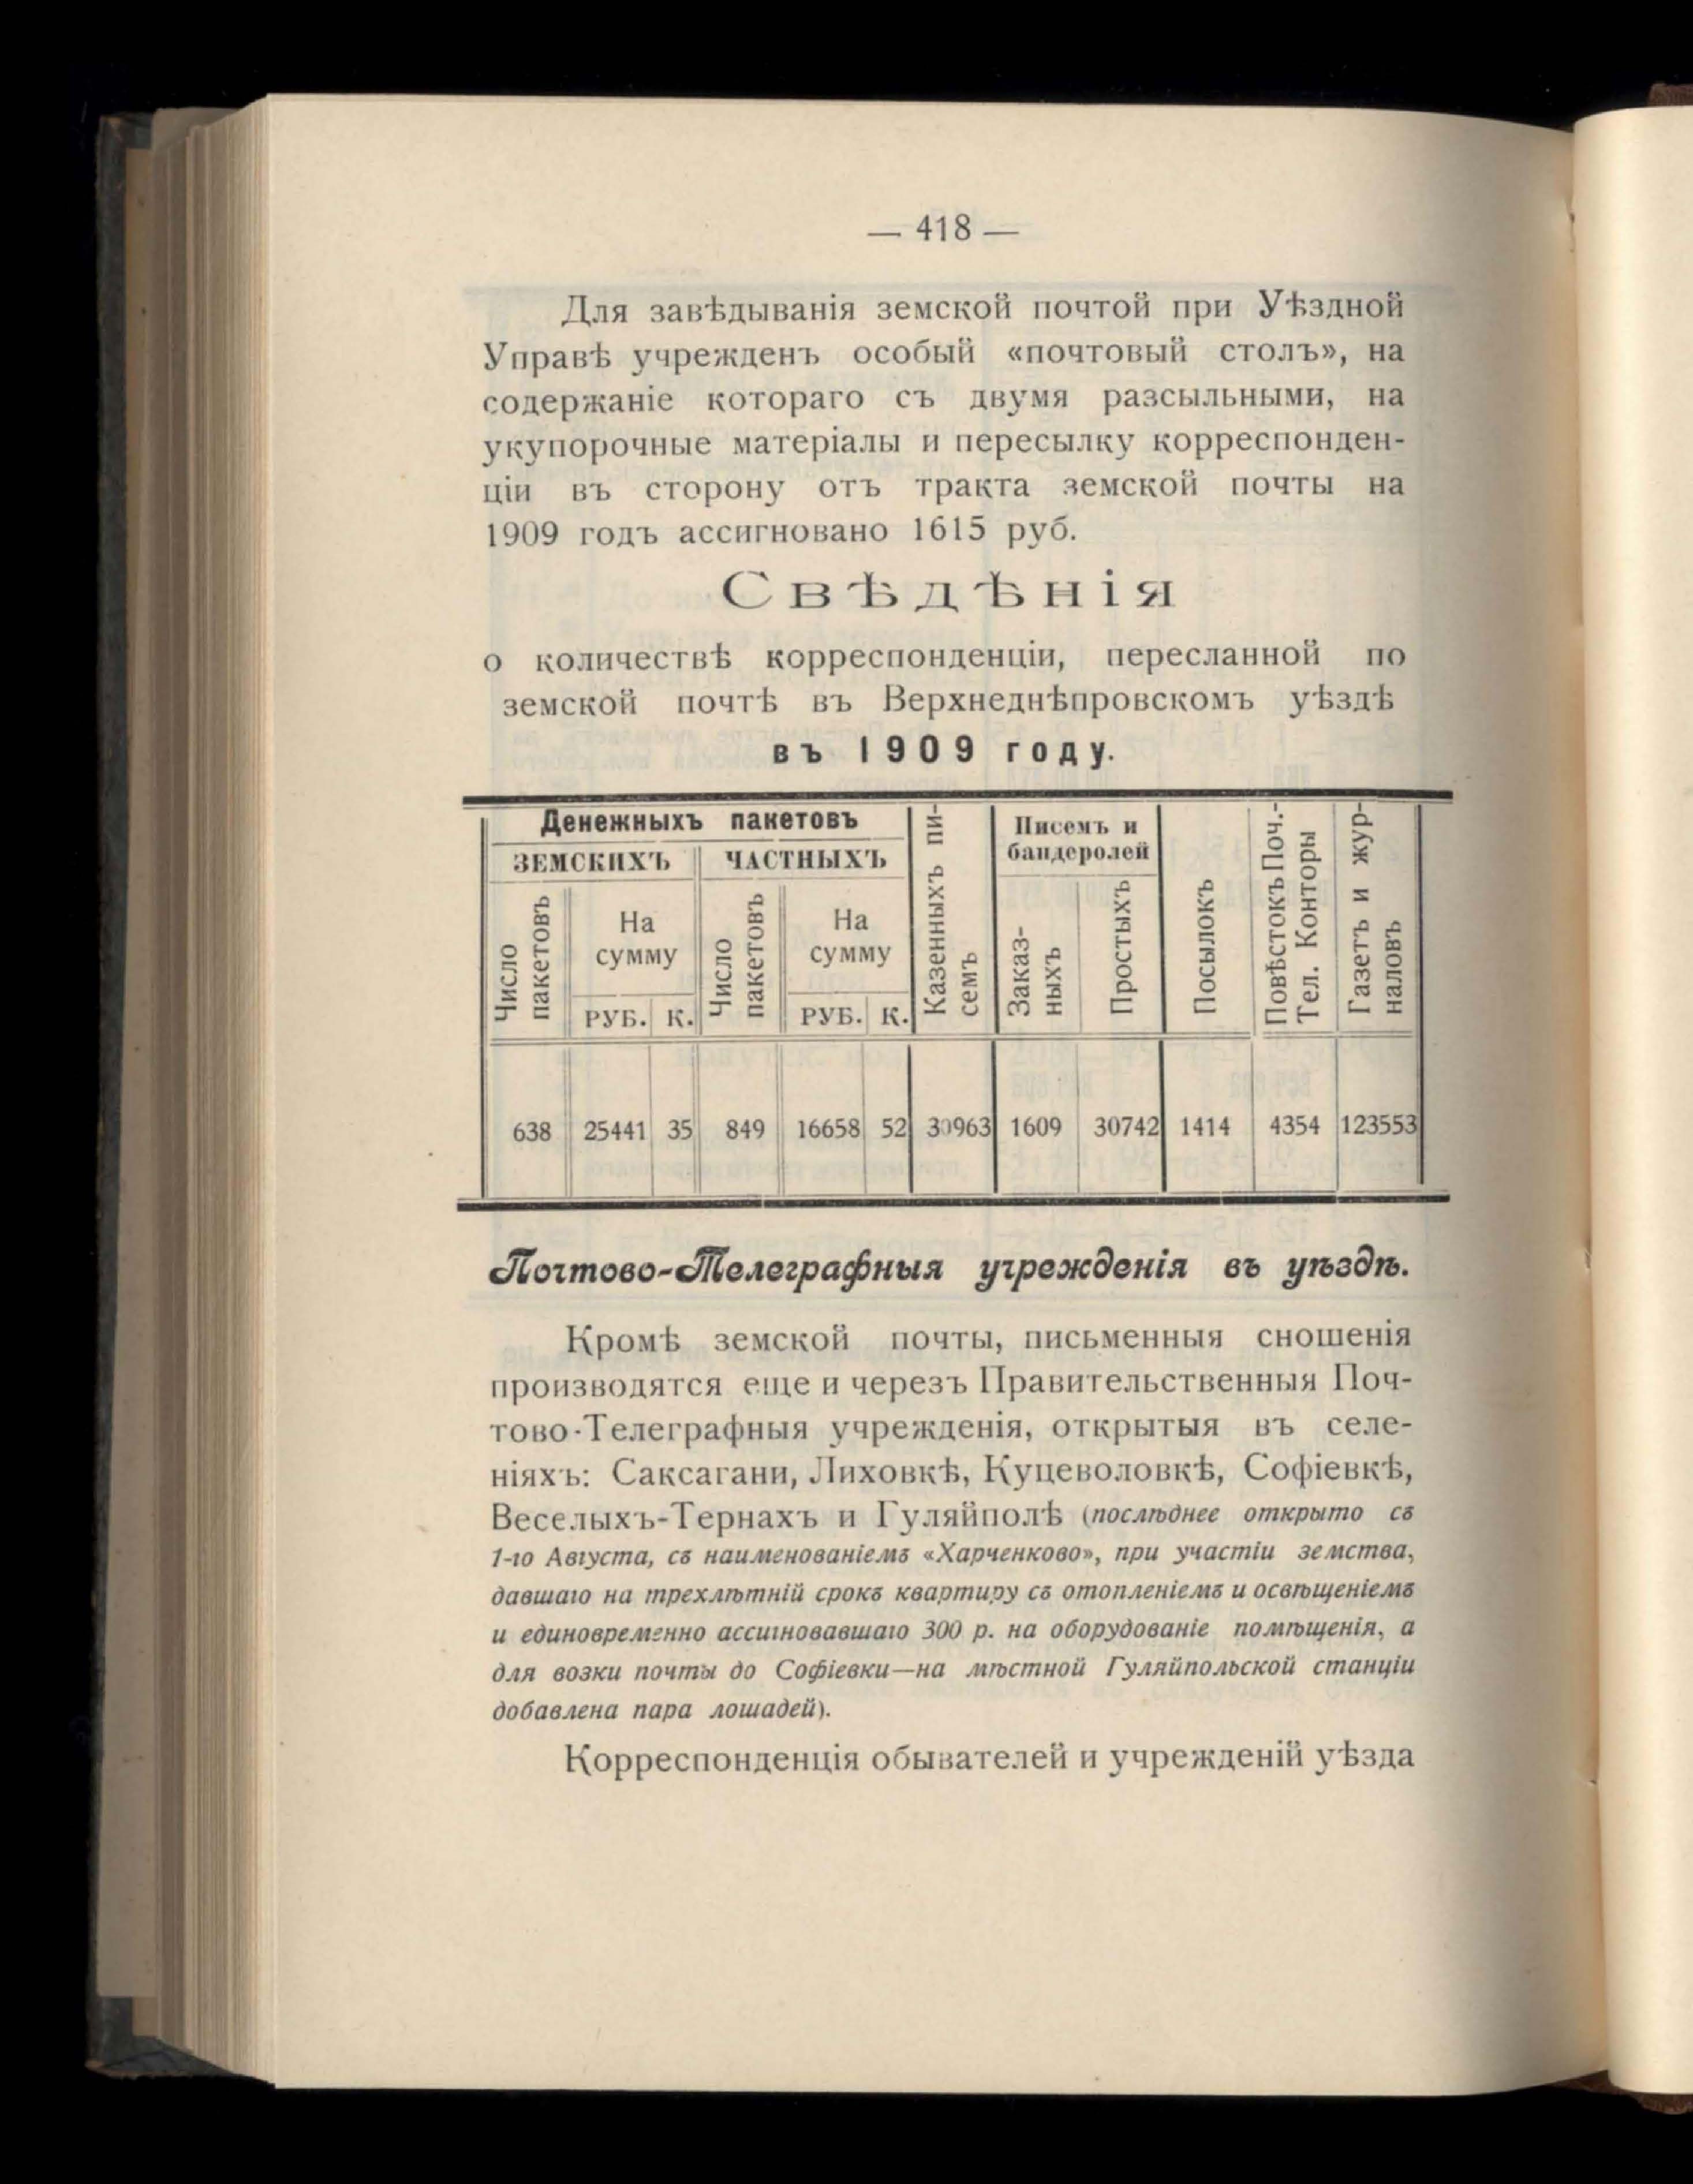 — 418 —
Для завѣдыванія земской почтой при Уѣздной
Управѣ учрежденъ особый «почтовый столъ», на
содержаніе котораго съ двумя разсыльными, на
укупорочные матеріалы и пересылку корреспонден-
ціи въ сторону отъ тракта земской почты на
1909 годъ ассигновано 1615 руб.
Свѣдѣнія
о количествѣ корреспонденціи, пересланной по
земской почтѣ въ Верхнеднѣпровскомъ уѣздѣ
въ 1909 году.
Денежныхъ пакетовъ
ЗЕМСКИХЪ
ЧАСТНЫХЪ
Число
пакетовъ
На
сумму
РУБ. К.
Число
пакетовъ
На
сумму
РУБ. К.
Казенныхъ пи-
семъ
Писемъ и
бандеролей
Заказ-
ныхъ
Простыхъ
Посылокъ
Повѣстокъ Поч.-
Тел. Конторы
Газетъ и жур-
наловъ
638 25441 35 849 16658 52 30963 1609 30742 1414 4354 123553
Почтово-Телеграфныя учрежденія въ уѣздѣ.
Кромѣ земской почты, письменныя сношенія
производятся еще и черезъ Правительственныя Поч-
тово-Телеграфныя учрежденія, открытыя въ селе-
ніяхъ: Саксагани, Лиховкѣ, Куцеволовкѣ, Софіевкѣ,
Веселыхъ-Тернахъ и Гуляйполѣ (послѣднее открыто съ
1-го Августа, съ наименованіемъ «Харченково», при участіи земства,
давшаго на трехлѣтній срокъ квартиру съ отопленіемъ и освѣщеніемъ
и единовременно ассигновавшаго 300 р. на оборудованіе помѣщенія, а
для возки почты до Софіевки—на мѣстной Гуляйпольской станціи
добавлена пара лошадей).
Корреспонденція обывателей и учрежденій уѣзда